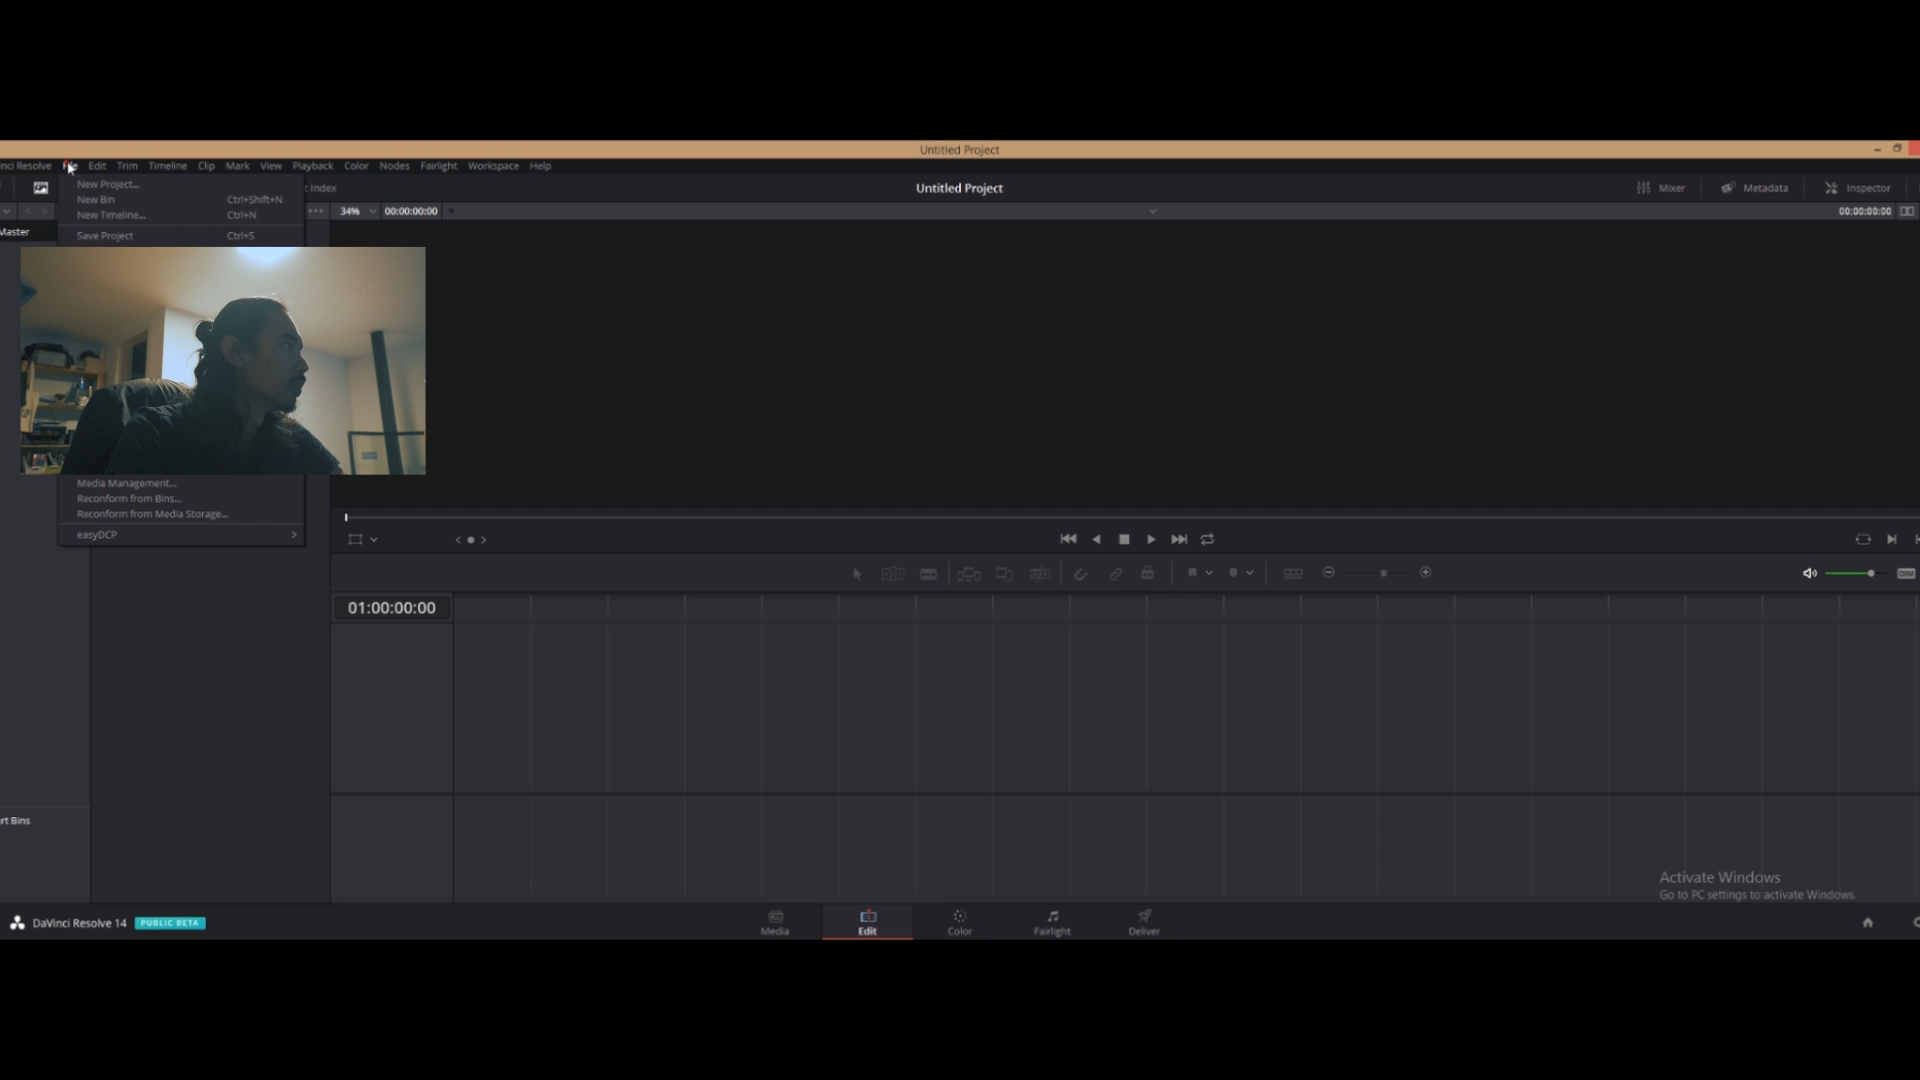 Untitled Project
nci Resolve File Edit Trim Timeline Clip Mark View Playback Color Nodes Fairlight Workspace Help
New Project...
t Index
Untitled Project
Mixer
Metadata
Inspector
New Bin Ctrl+Shift+N
New Timeline... Ctrl+N
34%
00:00:00:00
00:00:00:00
Master
Save Project Ctrl+S
Media Management...
Reconform from Bins...
Reconform from Media Storage...
easyDCP
DIM
01:00:00:00
rt Bins
Activate Windows
Go to PC settings to activate Windows.
DaVinci Resolve 14 PUBLIC BETA
Media
Edit
Color
Fairlight
Deliver